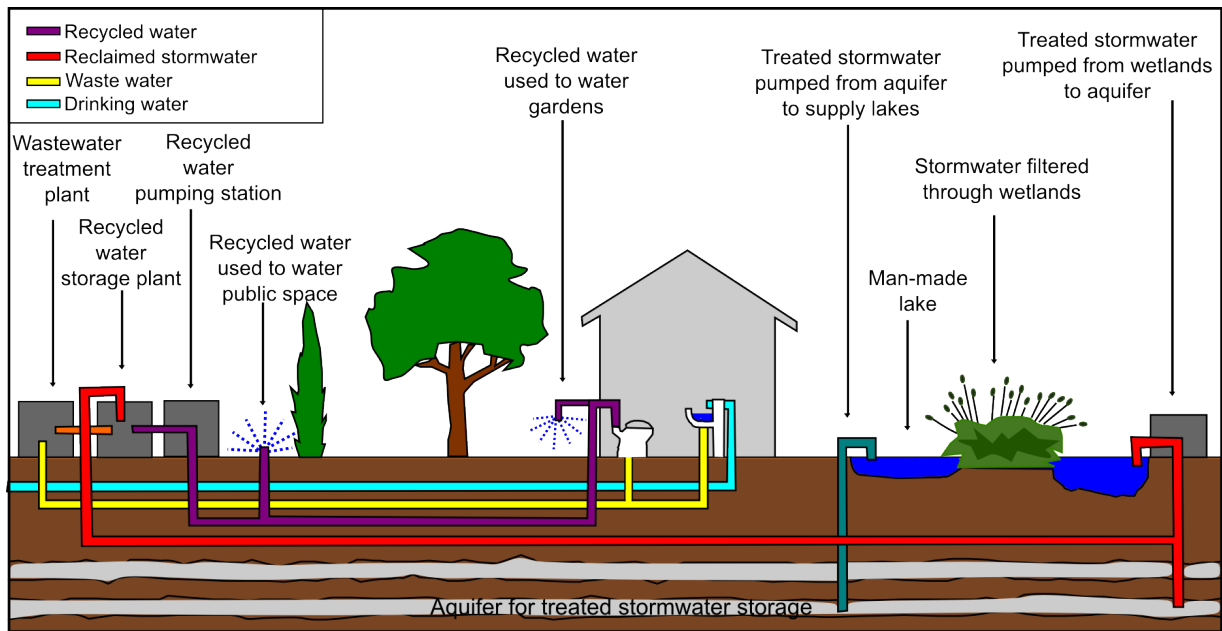 Recycled water
Reclaimed stormwater
Waste water
Drinking water
Wastewater
treatment
plant
Recycled
water
pumping station
Recycled
water
storage plant
Recycled water
used to water
public space
Recycled water
used to water
gardens
Treated stormwater
pumped from aquifer
to supply lakes
Man-made
lake
Stormwater filtered
through wetlands
Treated stormwater
pumped from wetlands
to aquifer
Aquifer for treated stormwater storage